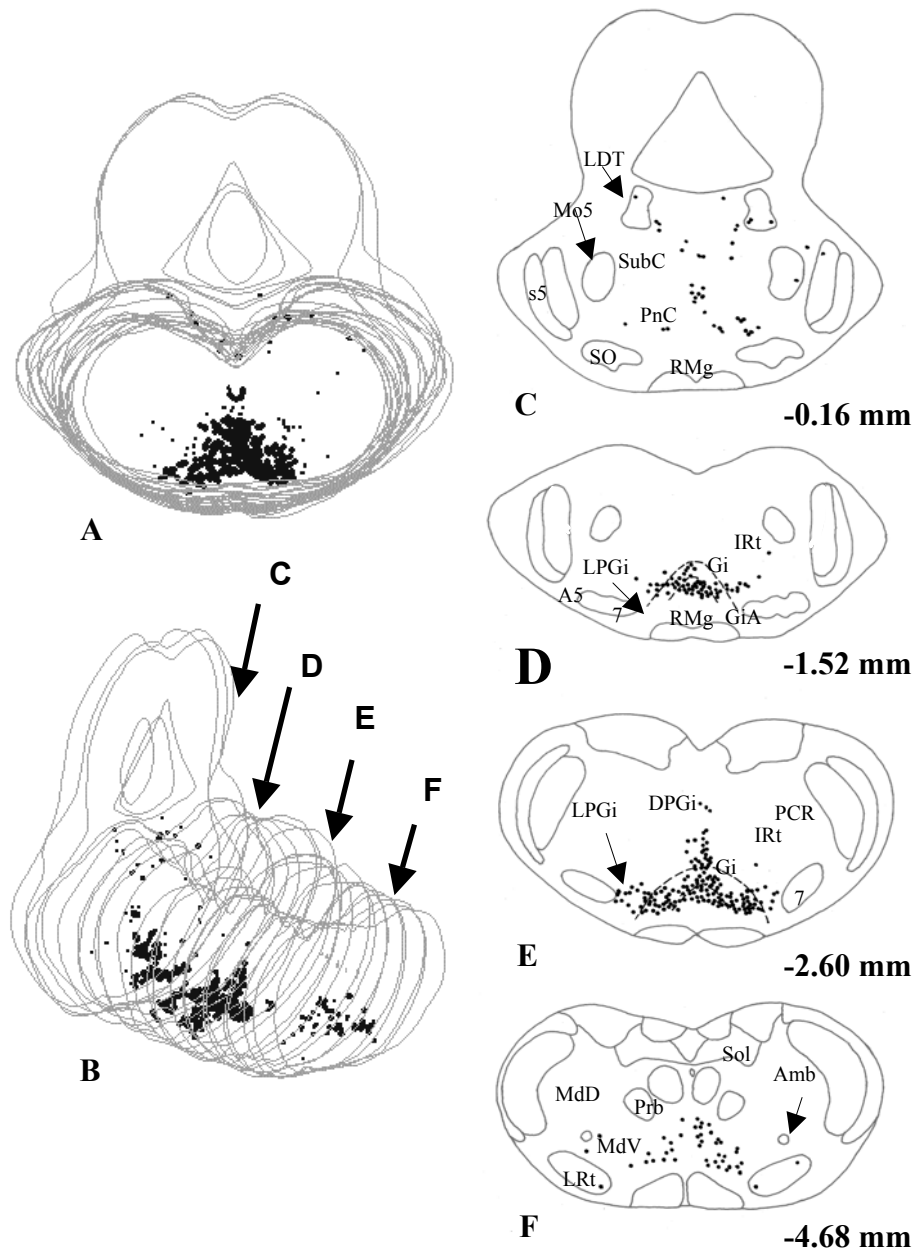 A
C
D
E
F
B
LDT
Mo5
SubC
s5
PnC
SO
RMg
C
-0.16 mm
IRt
LPGi
Gi
A5
7
RMg
GiA
D
-1.52 mm
LPGi
DPGi
PCR
IRt
Gi
7
E
-2.60 mm
Sol
Amb
MdD
Prb
MdV
LRt
F
-4.68 mm